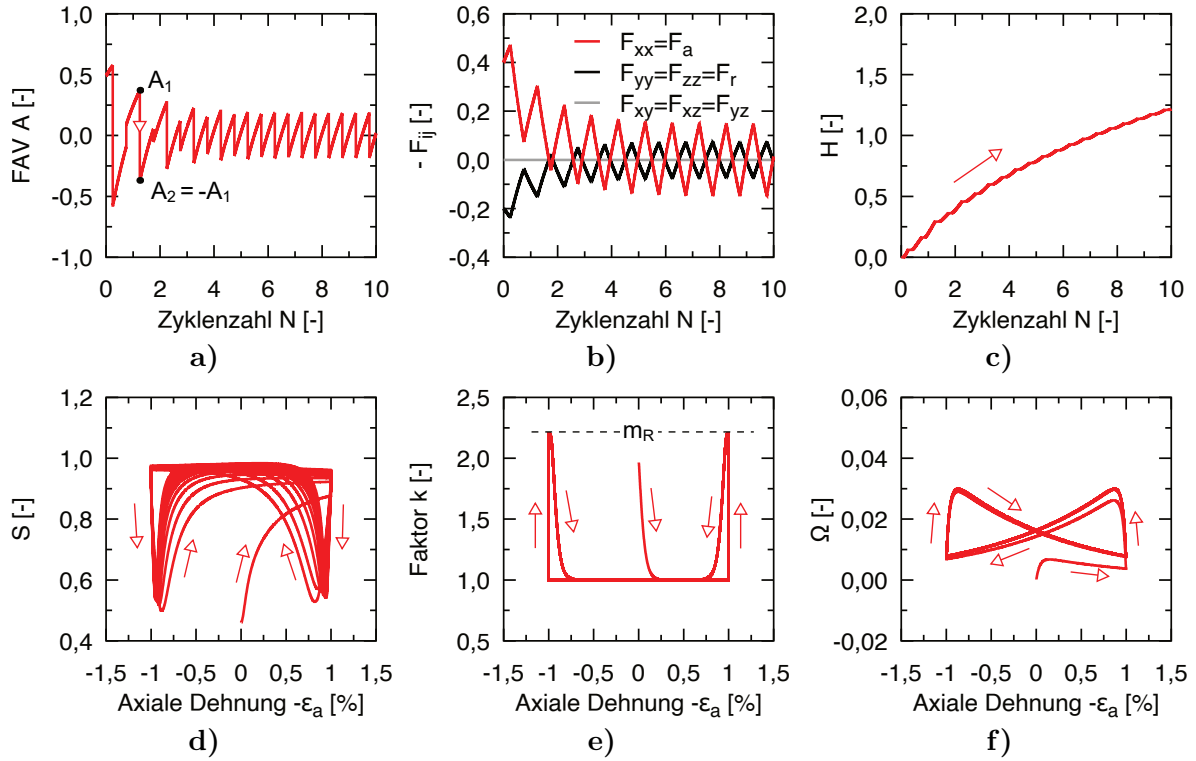 FAV A [-]
1,0
0,5
0,0
-0,5
-1,0
A1
A2 = -A1
0 2 4 6 8 10
Zyklenzahl N [-]
a)
- Fij [-]
0,6
0,4
0,2
0,0
-0,2
-0,4
Fxx=Fa
Fyy=Fzz=Fr
Fxy=Fxz=Fyz
0 2 4 6 8 10
Zyklenzahl N [-]
b)
H [-]
2,0
1,5
1,0
0,5
0,0
0 2 4 6 8 10
Zyklenzahl N [-]
c)
S [-]
1,2
1,0
0,8
0,6
0,4
-1,5 -1 -0,5 0 0,5 1 1,5
Axiale Dehnung -εa [%]
d)
Faktor k [-]
2,5
2,0
1,5
1,0
0,5
mR
-1,5 -1 -0,5 0 0,5 1 1,5
Axiale Dehnung -εa [%]
e)
Ω [-]
0,06
0,04
0,02
0,00
-0,02
-1,5 -1 -0,5 0 0,5 1 1,5
Axiale Dehnung -εa [%]
f)